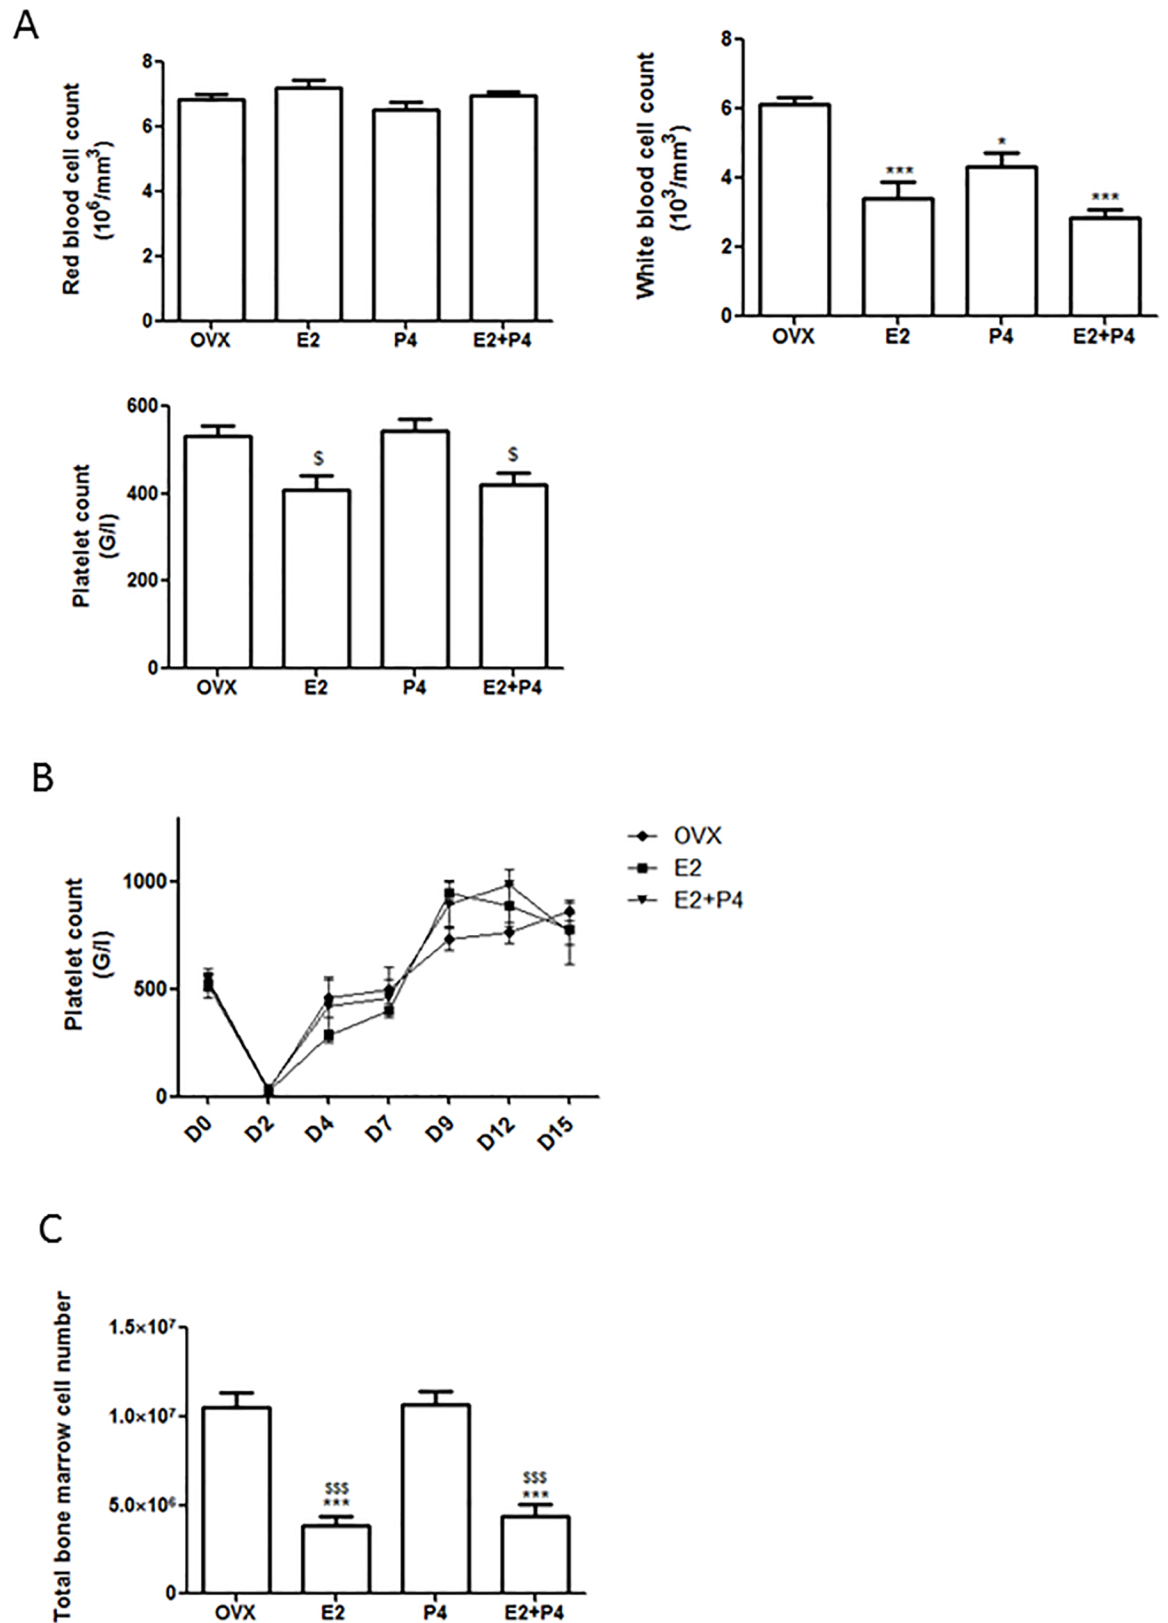 A
Red blood cell count
(10⁶/mm³)
8
6
4
2
0
OVX E2 P4 E2+P4
White blood cell count
(10³/mm³)
8
6
4
2
0
***
*
***
OVX E2 P4 E2+P4
Platelet count
(G/l)
600
400
200
0
$
$
OVX E2 P4 E2+P4
B
Platelet count
(G/l)
1000
500
0
D0 D2 D4 D7 D9 D12 D15
OVX
E2
E2+P4
C
Total bone marrow cell number
1.5×10⁷
1.0×10⁷
5.0×10⁶
0
$$$
***
$$$
***
OVX E2 P4 E2+P4